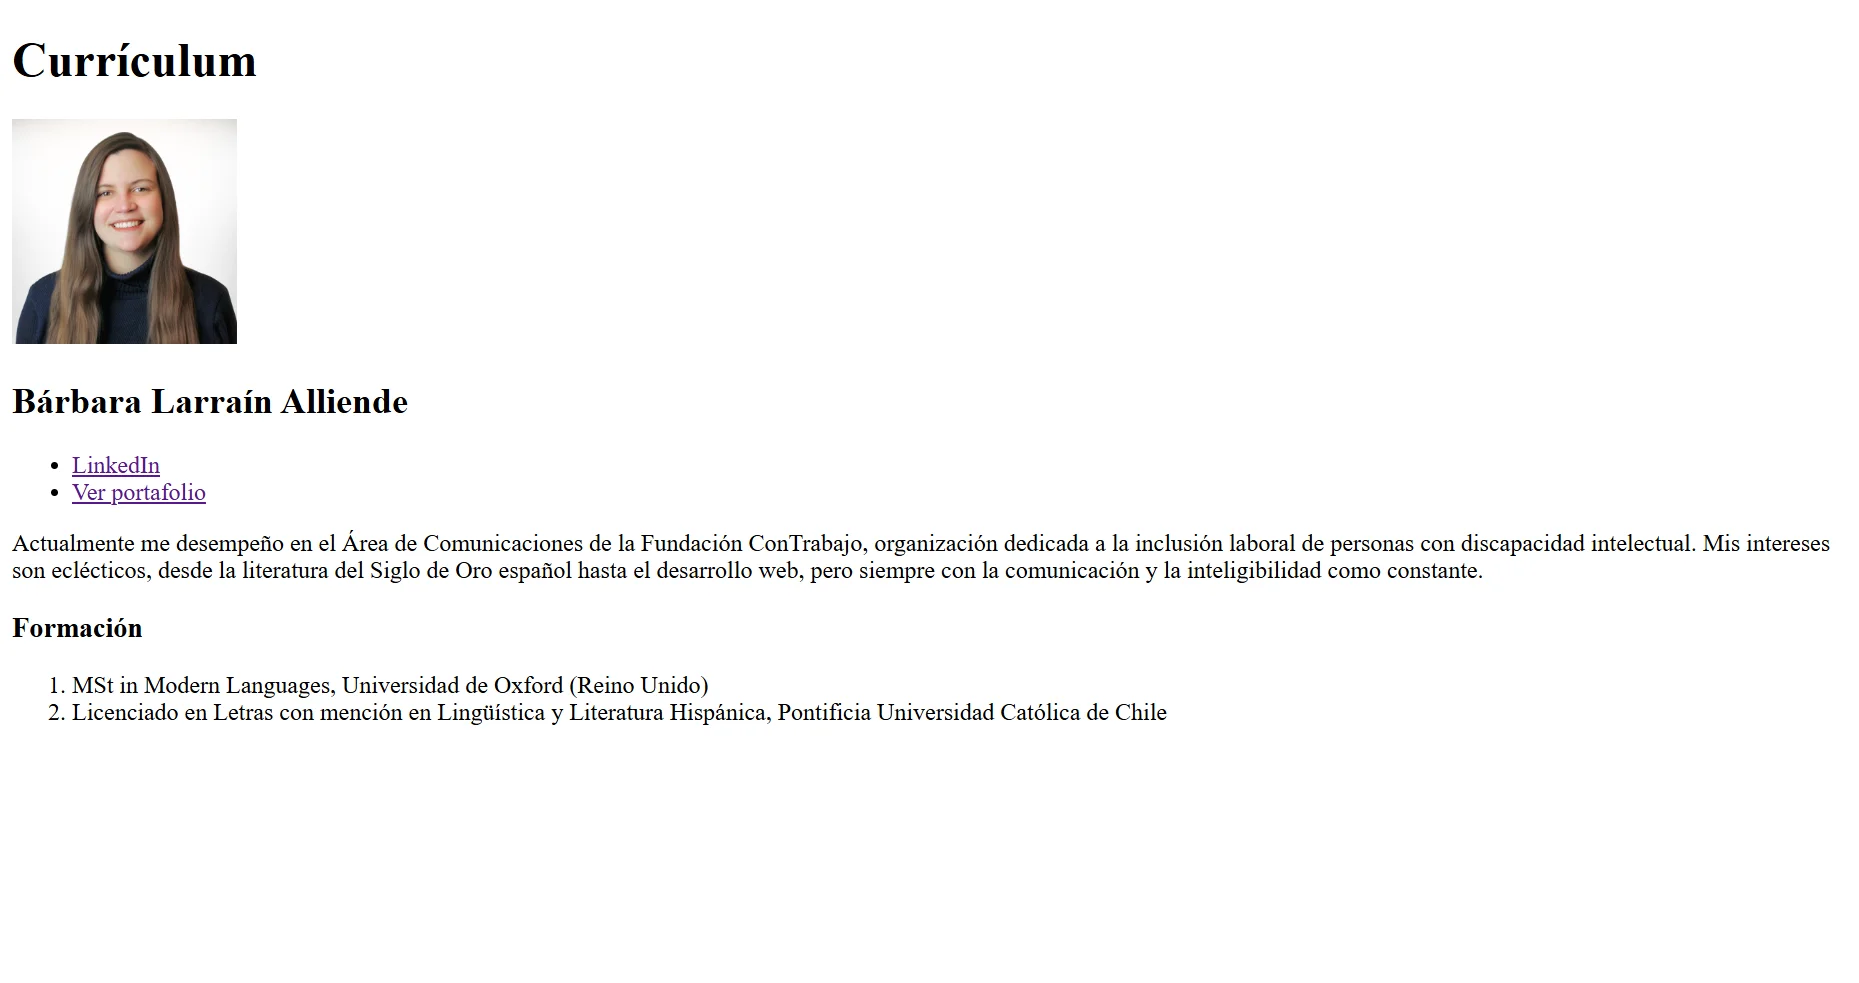 Currículum
Bárbara Larraín Alliende
LinkedIn
Ver portafolio
Actualmente me desempeño en el Área de Comunicaciones de la Fundación ConTrabajo, organización dedicada a la inclusión laboral de personas con discapacidad intelectual. Mis intereses
son eclécticos, desde la literatura del Siglo de Oro español hasta el desarrollo web, pero siempre con la comunicación y la inteligibilidad como constante.
Formación
1. MSt in Modern Languages, Universidad de Oxford (Reino Unido)
2. Licenciado en Letras con mención en Lingüística y Literatura Hispánica, Pontificia Universidad Católica de Chile